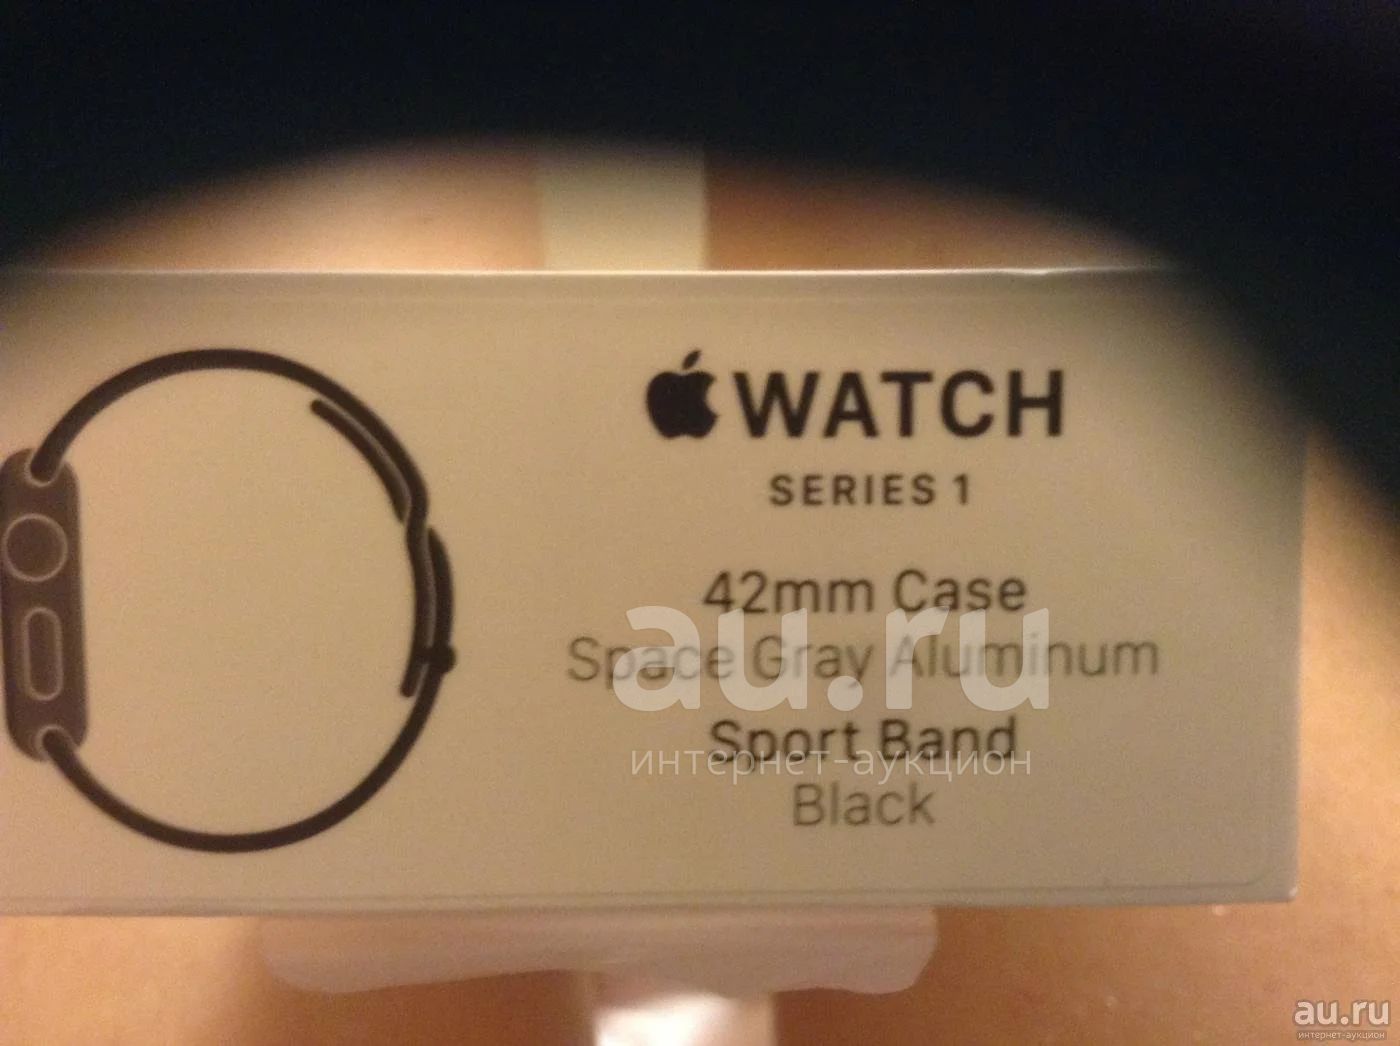 WATCH
SERIES 1
42mm Case
Space Gray Aluminum
Sport Band
Black
au.ru
интернет-аукцион
au.ru
интернет-аукцион